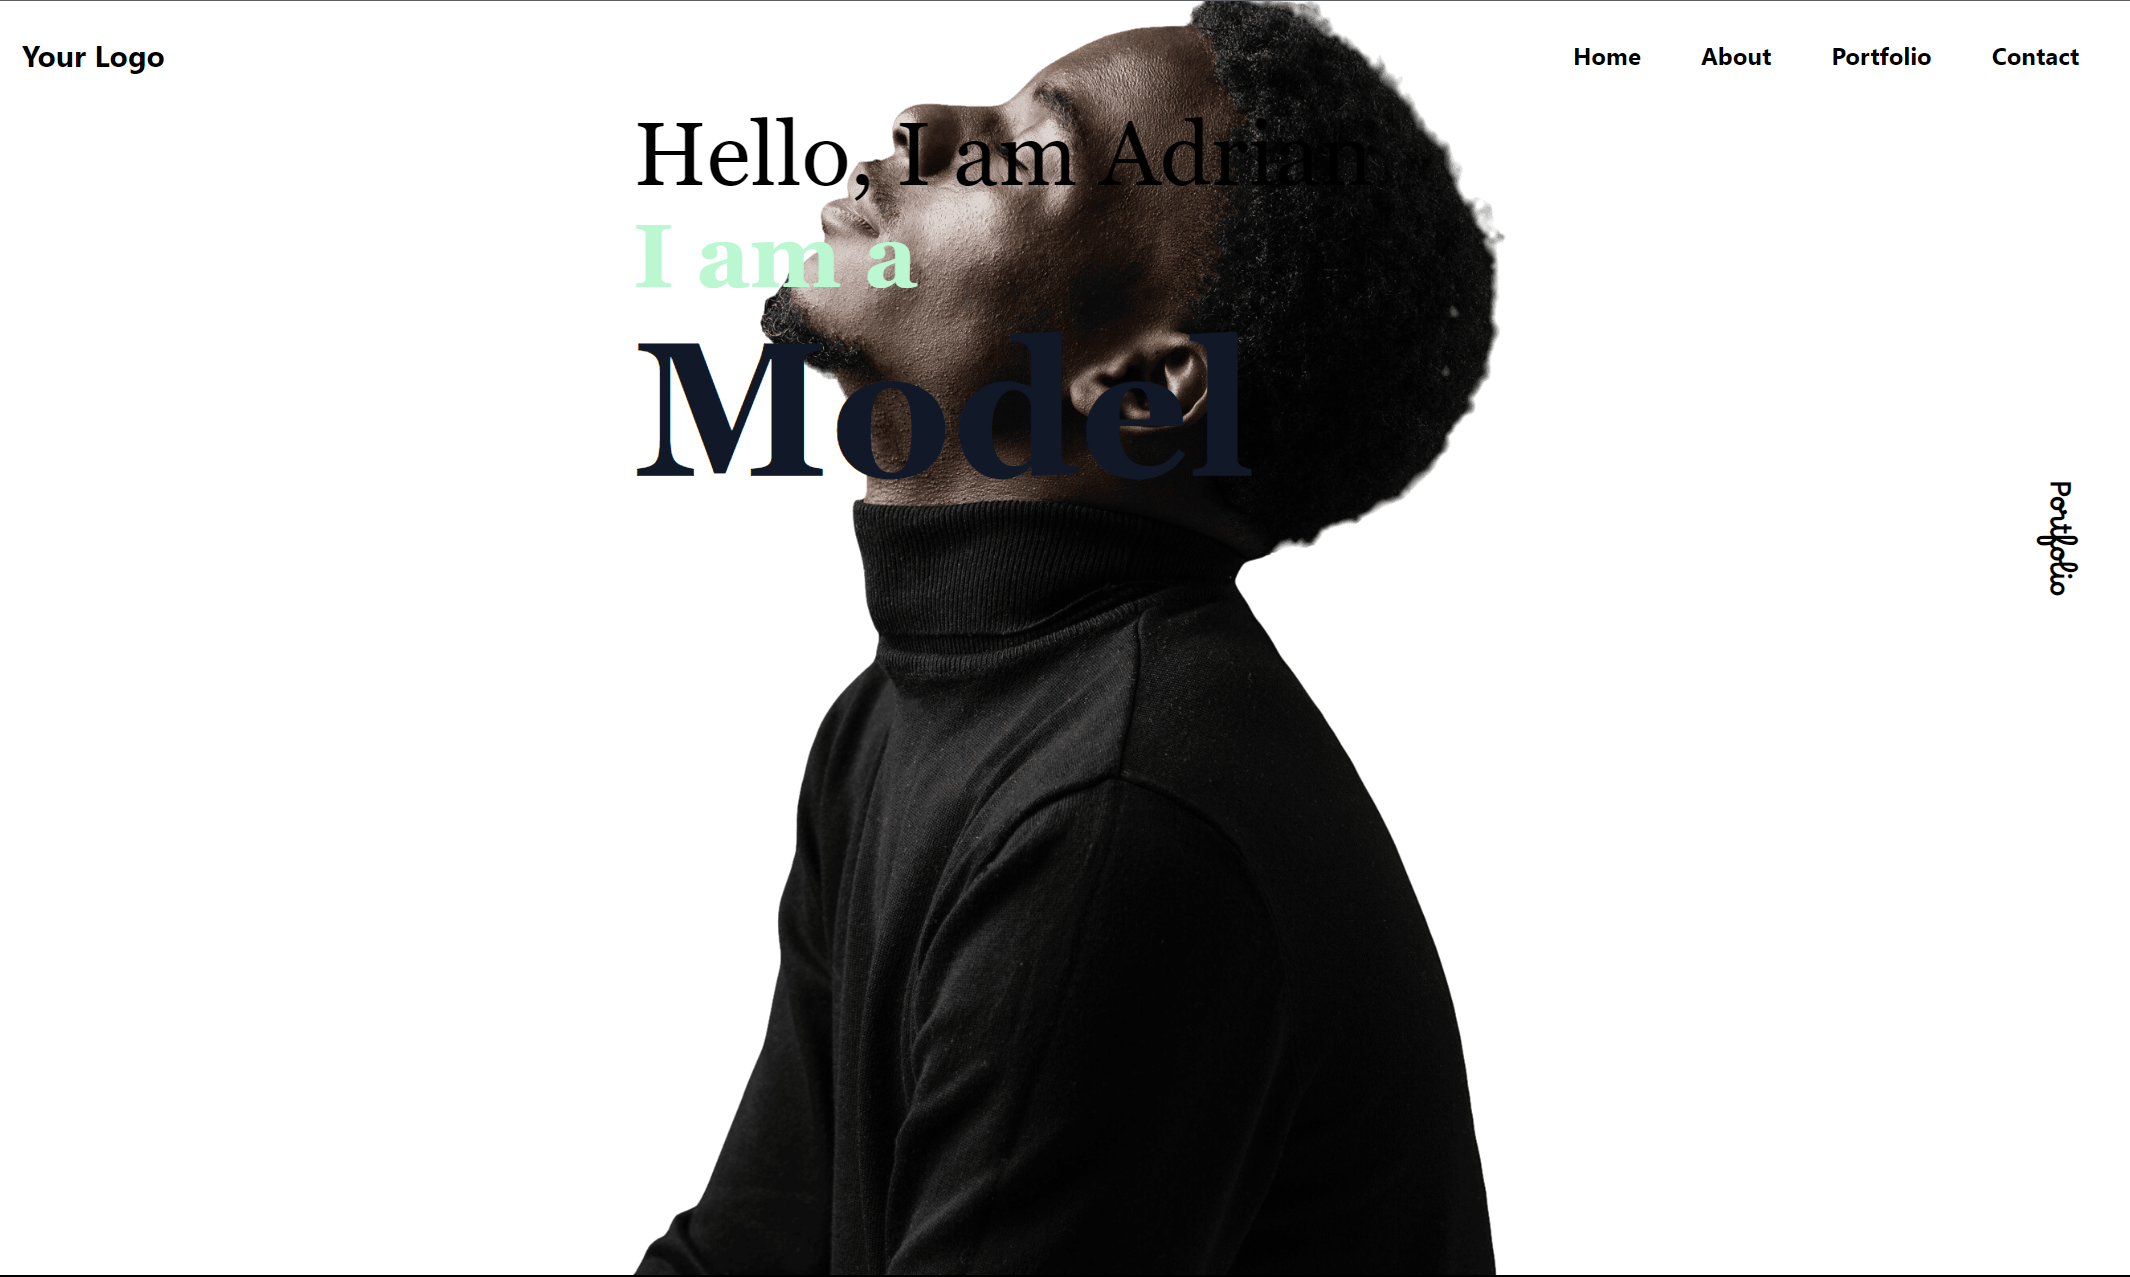 Your Logo
Home About Portfolio Contact
Hello, I am Adrian
I am a
Model
Portfolio